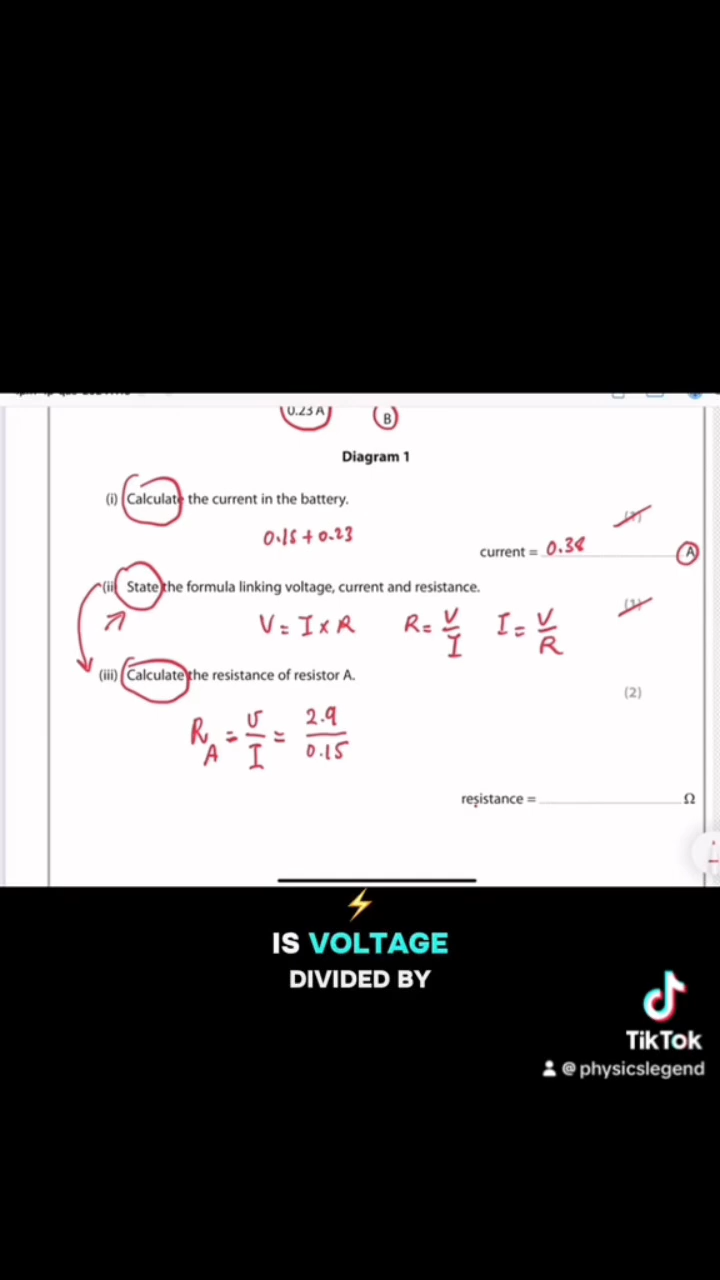 0.23 A B
Diagram 1
(i) Calculate the current in the battery.
0.15 + 0.23
current = 0.38 A
(ii) State the formula linking voltage, current and resistance.
(1)
V = I x R R = V/I I = V/R
(iii) Calculate the resistance of resistor A.
(2)
R_A = V/I = 2.9/0.15
resistance = Ω
IS VOLTAGE
DIVIDED BY
TikTok
@physicslegend